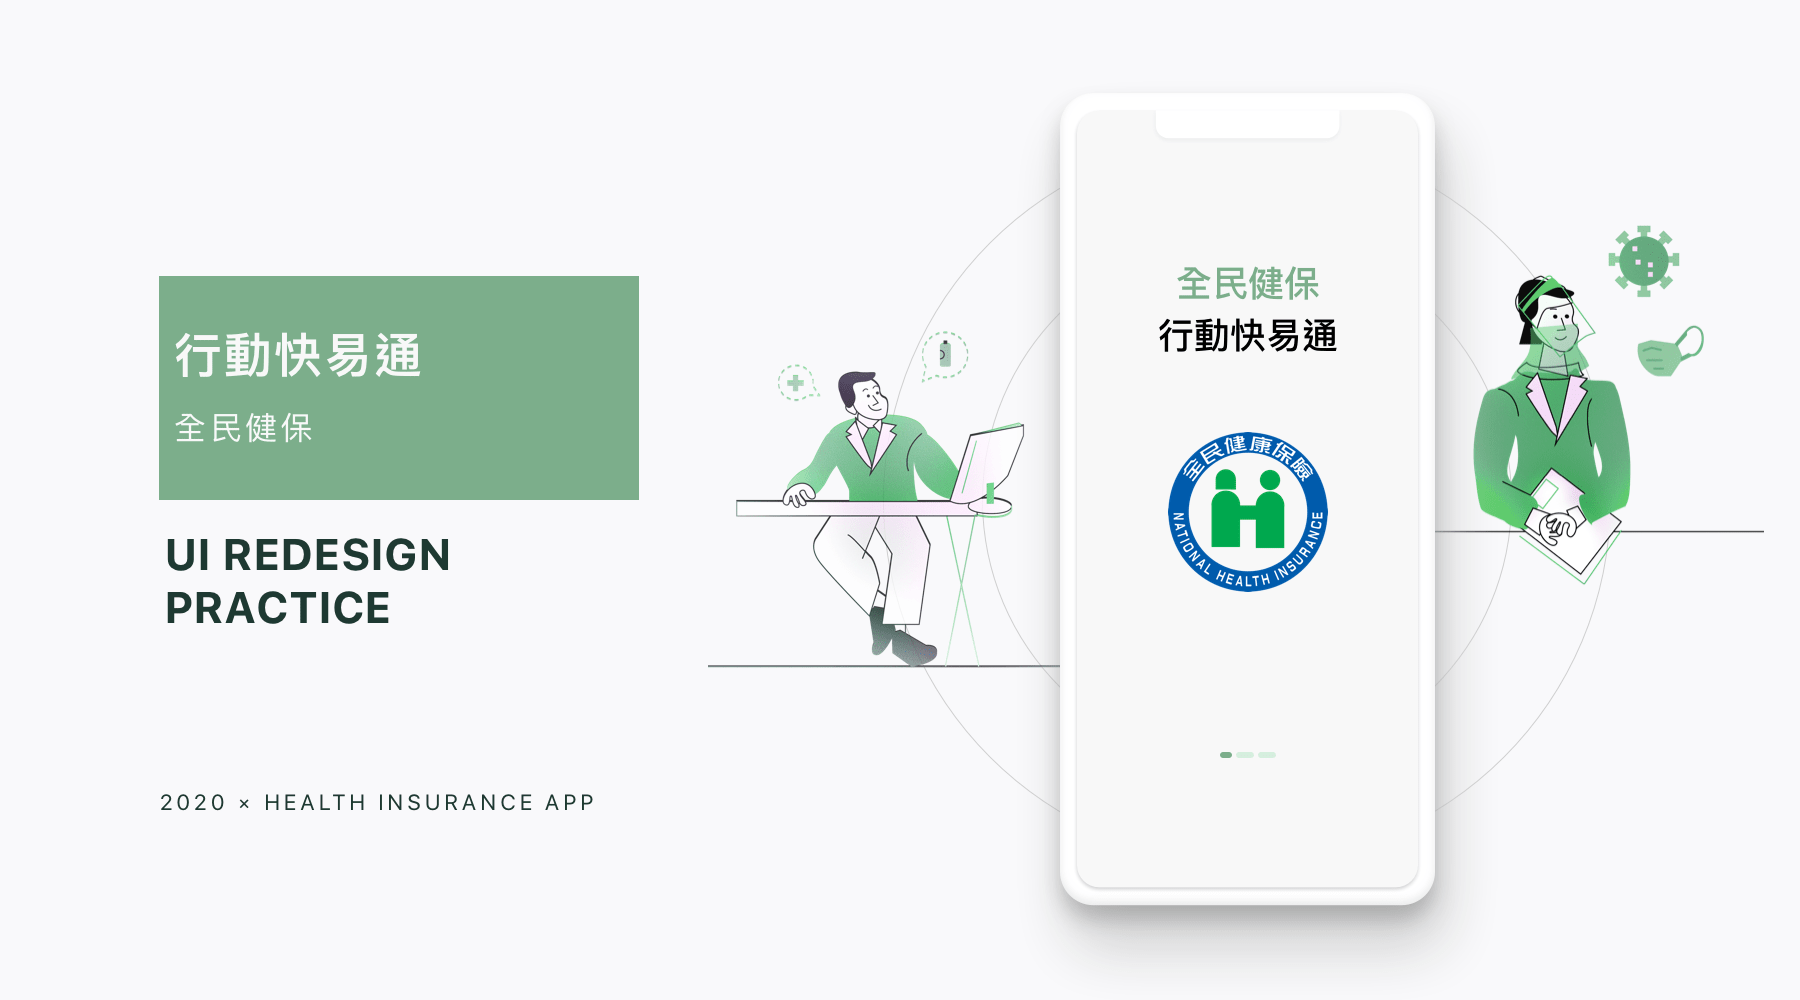 行動快易通
全民健保
UI REDESIGN
PRACTICE
2020 × HEALTH INSURANCE APP
全民健保
行動快易通
全民健康保險
NATIONAL HEALTH INSURANCE